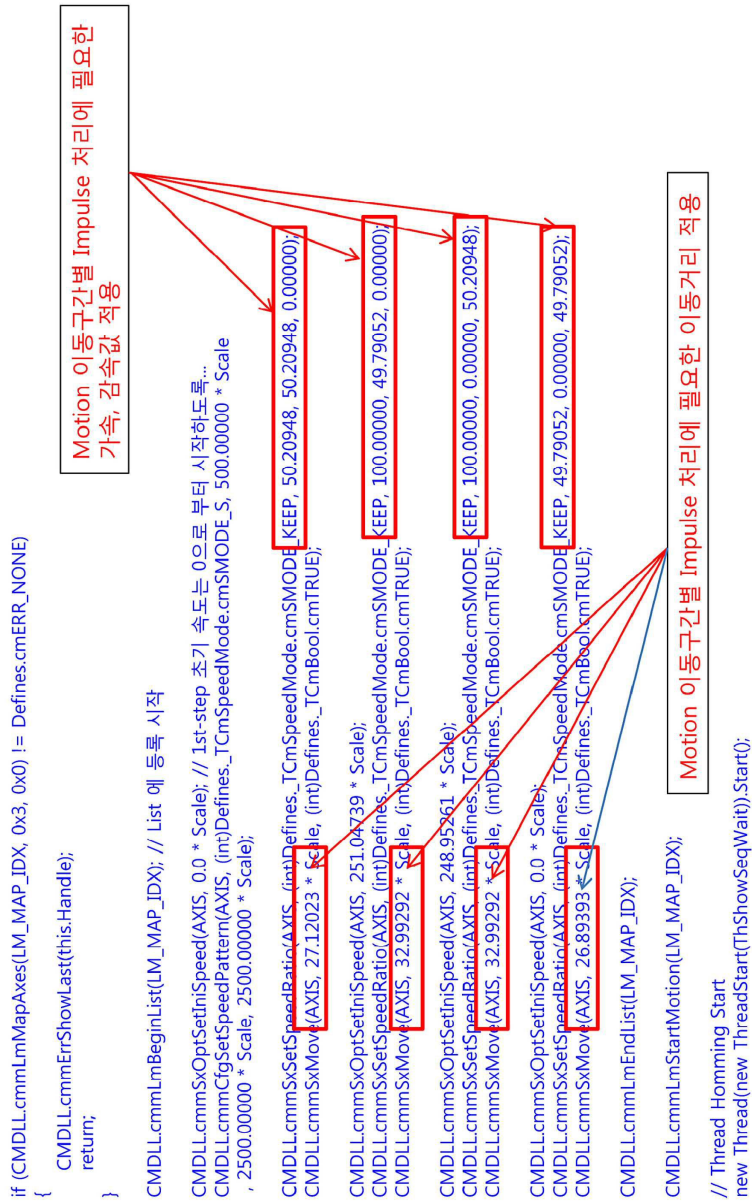 if (CMDLL.cmmLmMapAxes(LM_MAP_IDX, 0x3, 0x0) != Defines.cmERR_NONE)
{
CMDLL.cmmErrShowLast(this.Handle);
return;
}
Motion 이동구간별 Impulse 처리에 필요한
가속, 감속값 적용
CMDLL.cmmLmBeginList(LM_MAP_IDX); // List 에 등록 시작
CMDLL.cmmSxOptSetIniSpeed(AXIS, 0.0 * Scale); // 1st-step 초기 속도는 0으로 부터 시작하도록...
CMDLL.cmmCfgSetSpeedPattern(AXIS, (int)Defines._TCmSpeedMode.cmSMODE_S, 500.00000 * Scale
, 2500.00000 * Scale, 2500.00000 * Scale);
CMDLL.cmmSxSetSpeedRatio(AXIS, (int)Defines._TCmSpeedMode.cmSMODE_KEEP, 50.20948, 50.20948, 0.00000);
CMDLL.cmmSxMove(AXIS, 27.12023 * Scale, (int)Defines._TCmBool.cmTRUE);
CMDLL.cmmSxOptSetIniSpeed(AXIS, 251.04739 * Scale);
CMDLL.cmmSxSetSpeedRatio(AXIS, (int)Defines._TCmSpeedMode.cmSMODE_KEEP, 100.00000, 49.79052, 0.00000);
CMDLL.cmmSxMove(AXIS, 32.99292 * Scale, (int)Defines._TCmBool.cmTRUE);
CMDLL.cmmSxOptSetIniSpeed(AXIS, 248.95261 * Scale);
CMDLL.cmmSxSetSpeedRatio(AXIS, (int)Defines._TCmSpeedMode.cmSMODE_KEEP, 100.00000, 0.00000, 50.20948);
CMDLL.cmmSxMove(AXIS, 32.99292 * Scale, (int)Defines._TCmBool.cmTRUE);
CMDLL.cmmSxOptSetIniSpeed(AXIS, 0.0 * Scale);
CMDLL.cmmSxSetSpeedRatio(AXIS, (int)Defines._TCmSpeedMode.cmSMODE_KEEP, 49.79052, 0.00000, 49.79052);
CMDLL.cmmSxMove(AXIS, 26.89393 * Scale, (int)Defines._TCmBool.cmTRUE);
CMDLL.cmmLmEndList(LM_MAP_IDX);
CMDLL.cmmLmStartMotion(LM_MAP_IDX);
Motion 이동구간별 Impulse 처리에 필요한 이동거리 적용
// Thread Homming Start
new Thread(new ThreadStart(ThShowSeqWait)).Start();